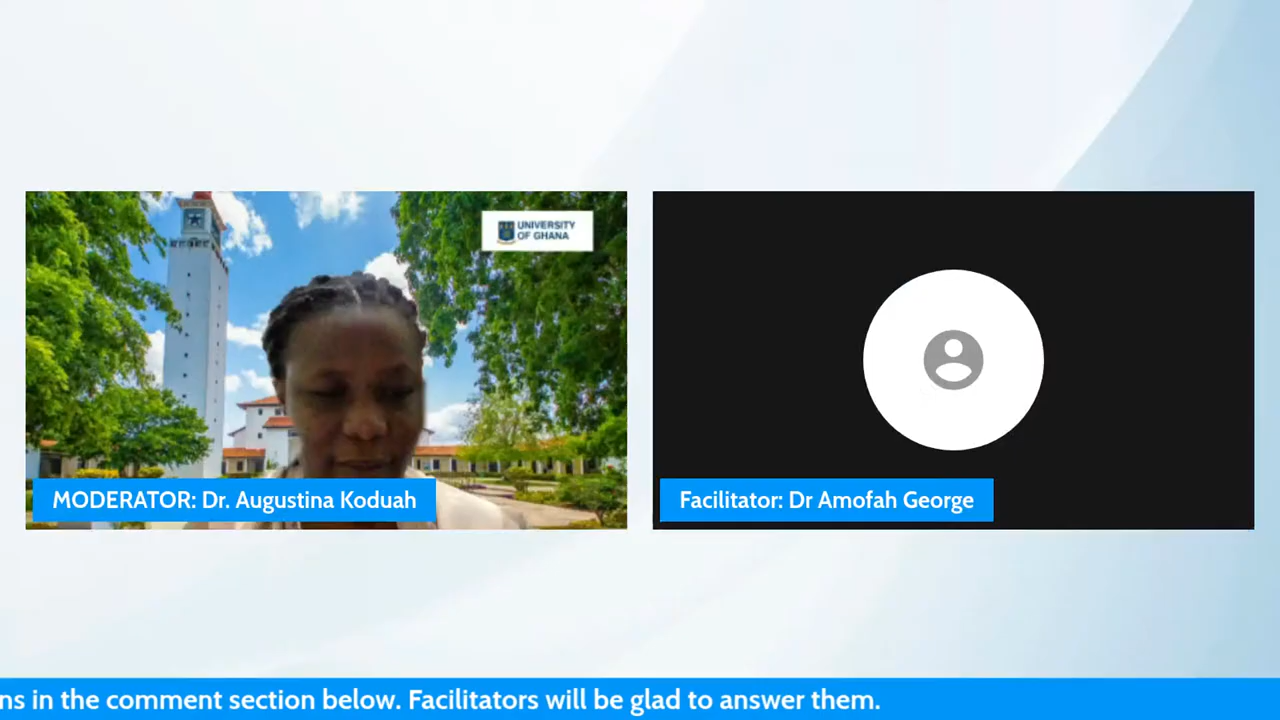 UNIVERSITY
OF GHANA
MODERATOR: Dr. Augustina Koduah
Facilitator: Dr Amofah George
ns in the comment section below. Facilitators will be glad to answer them.